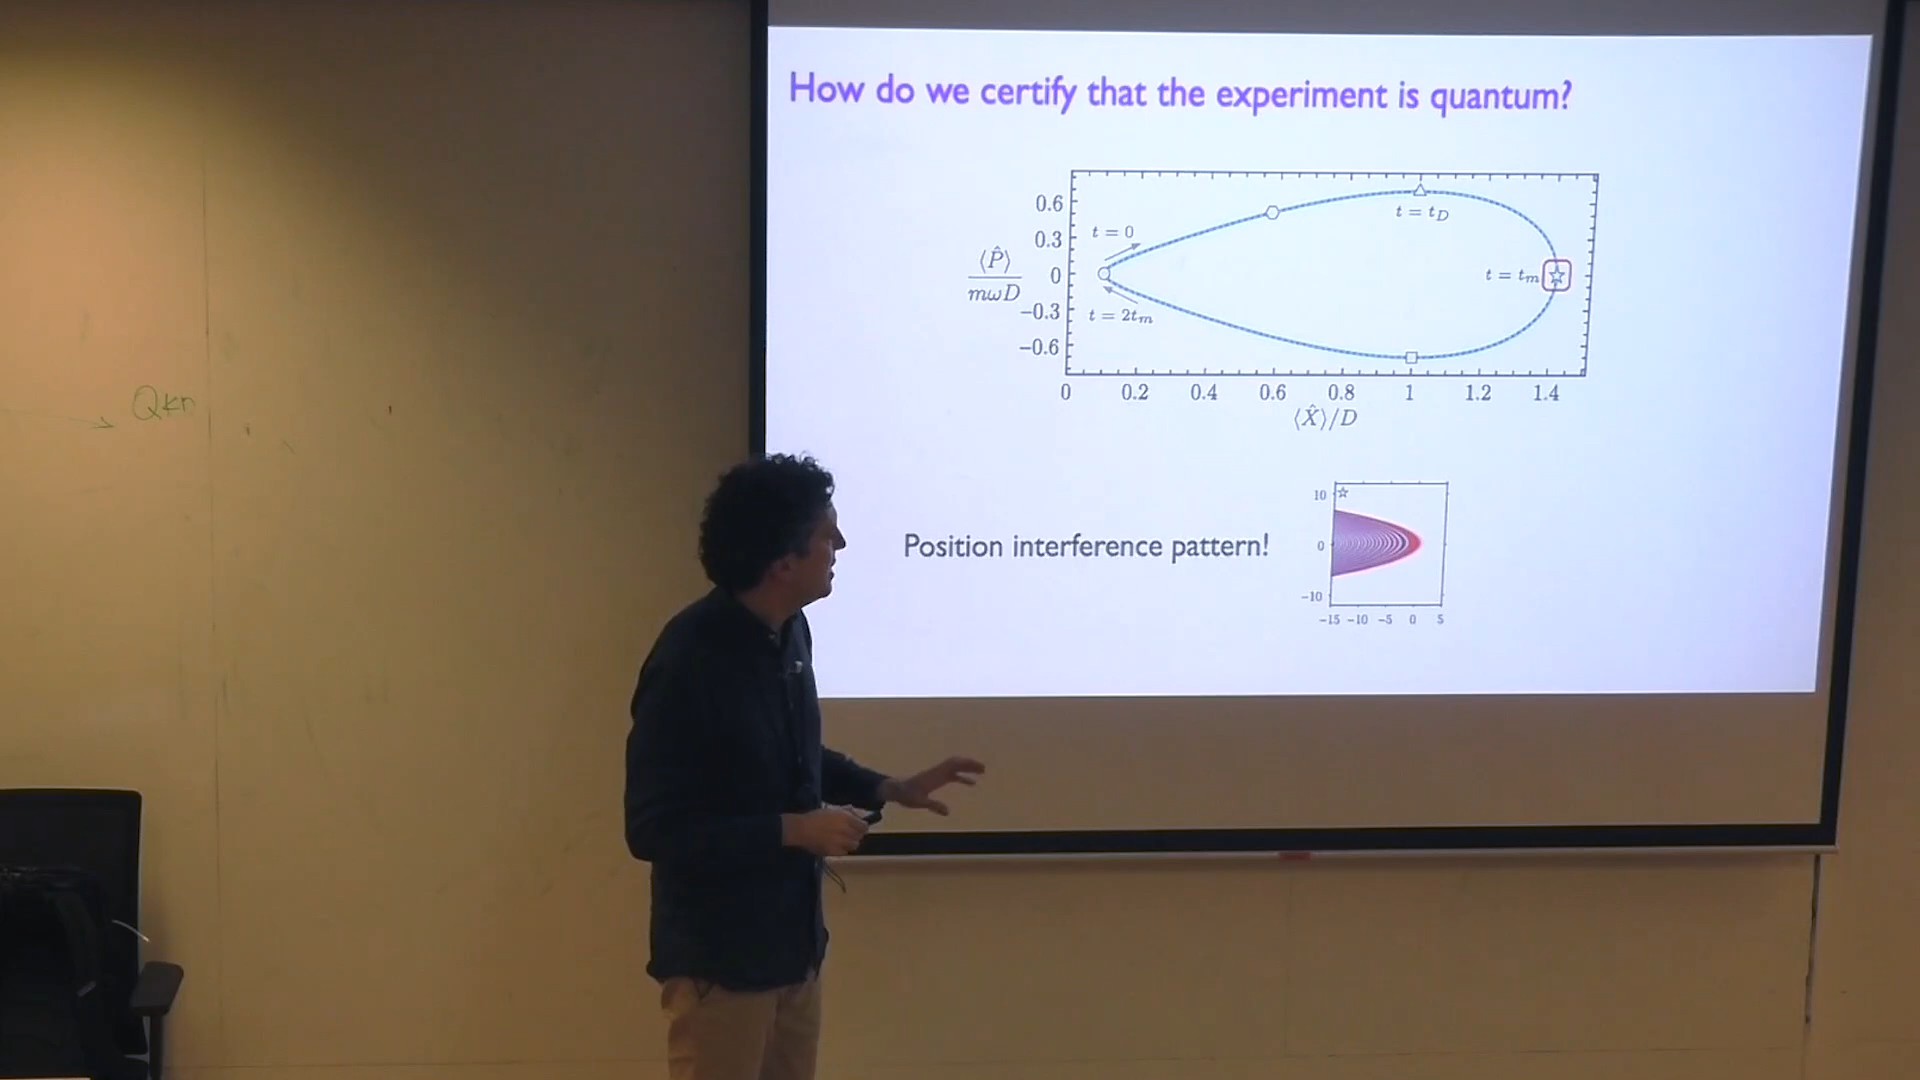 How do we certify that the experiment is quantum?
0.6
0.3
0
−0.3
−0.6
⟨P̂⟩
mωD
t = 0
t = 2tₘ
t = t_D
t = tₘ
0 0.2 0.4 0.6 0.8 1 1.2 1.4
⟨X̂⟩/D
Position interference pattern!
10
0
−10
−15 −10 −5 0 5